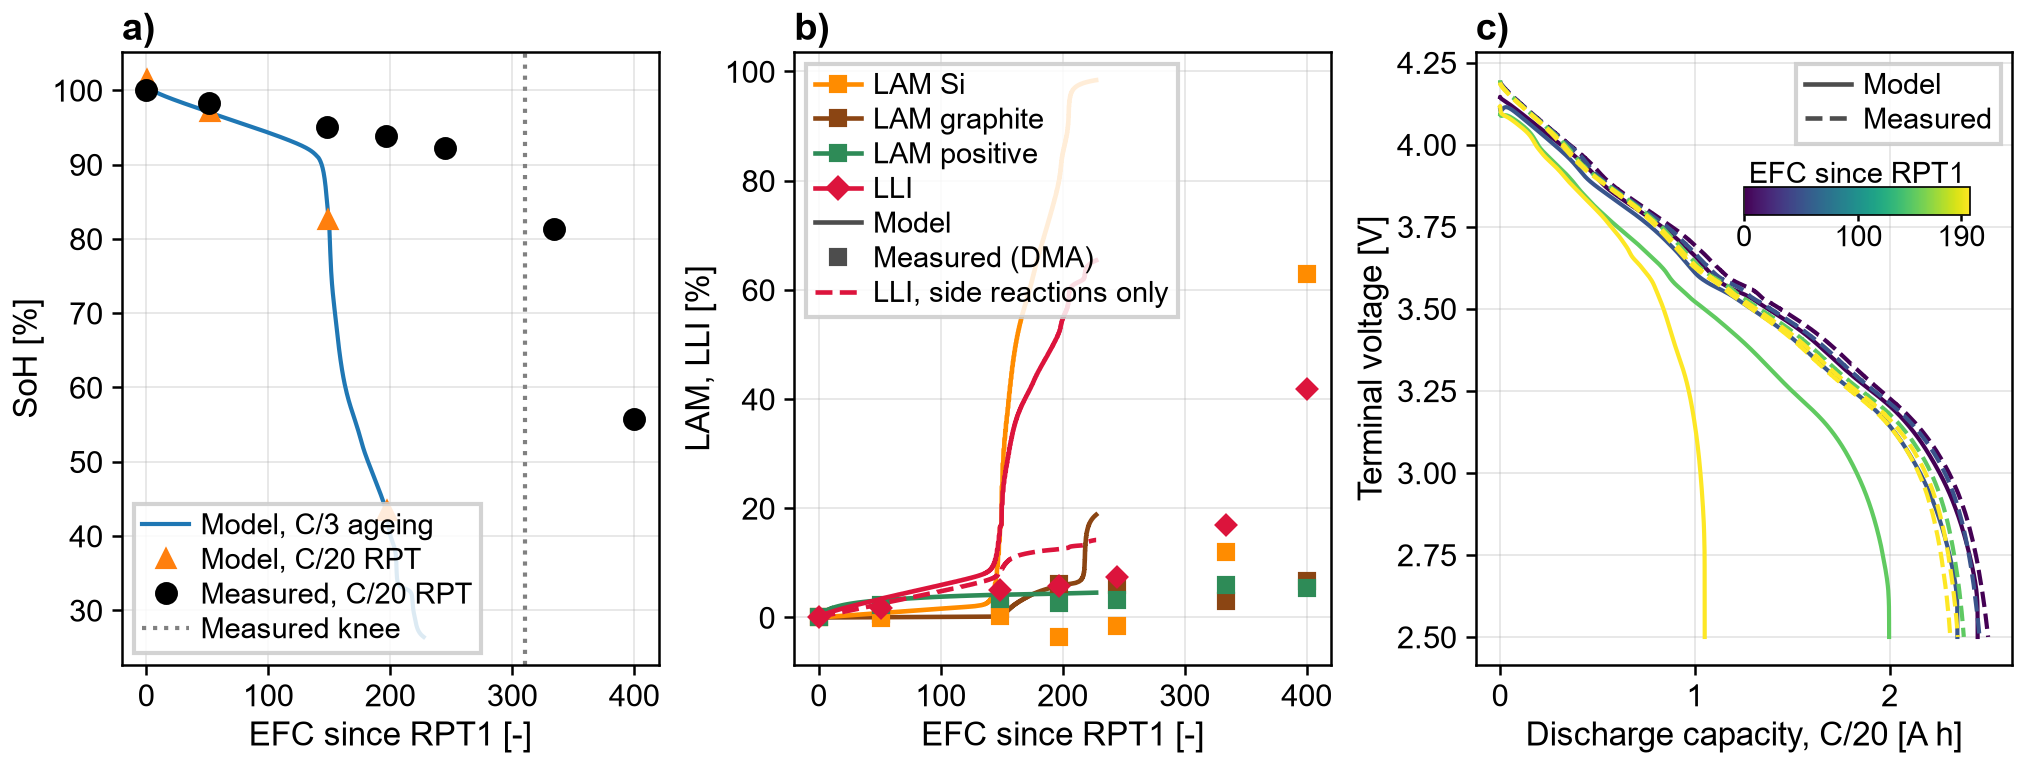 a)
100
90
80
70
60
50
40
30
SoH [%]
Model, C/3 ageing
Model, C/20 RPT
Measured, C/20 RPT
Measured knee
0
100
200
300
400
EFC since RPT1 [-]
b)
100
80
60
40
20
0
LAM, LLI [%]
LAM Si
LAM graphite
LAM positive
LLI
Model
Measured (DMA)
LLI, side reactions only
0
100
200
300
400
EFC since RPT1 [-]
c)
4.25
4.00
3.75
3.50
3.25
3.00
2.75
2.50
Terminal voltage [V]
Model
Measured
EFC since RPT1
0
100
190
0
1
2
Discharge capacity, C/20 [A h]